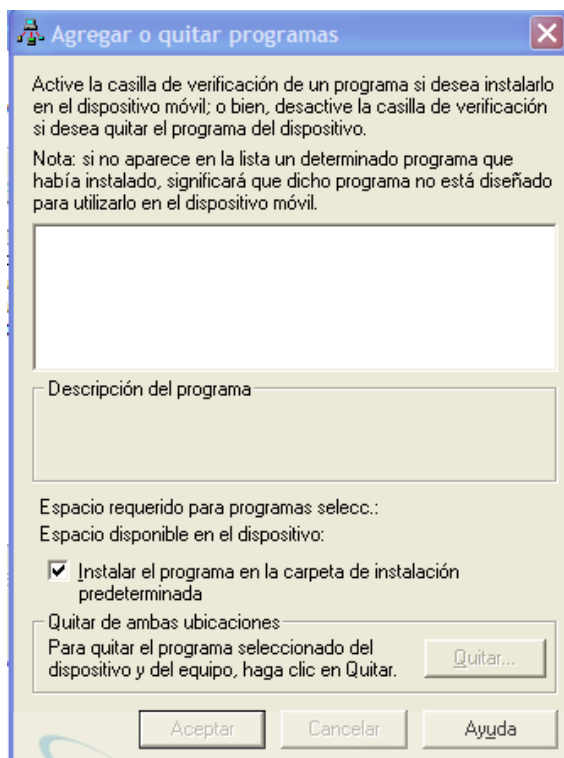 Agregar o quitar programas
Active la casilla de verificación de un programa si desea instalarlo
en el dispositivo móvil; o bien, desactive la casilla de verificación
si desea quitar el programa del dispositivo.
Nota: si no aparece en la lista un determinado programa que
había instalado, significará que dicho programa no está diseñado
para utilizarlo en el dispositivo móvil.
Descripción del programa
Espacio requerido para programas selecc.:
Espacio disponible en el dispositivo:
Instalar el programa en la carpeta de instalación
predeterminada
Quitar de ambas ubicaciones
Para quitar el programa seleccionado del
dispositivo y del equipo, haga clic en Quitar.
Quitar...
Aceptar Cancelar Ayuda